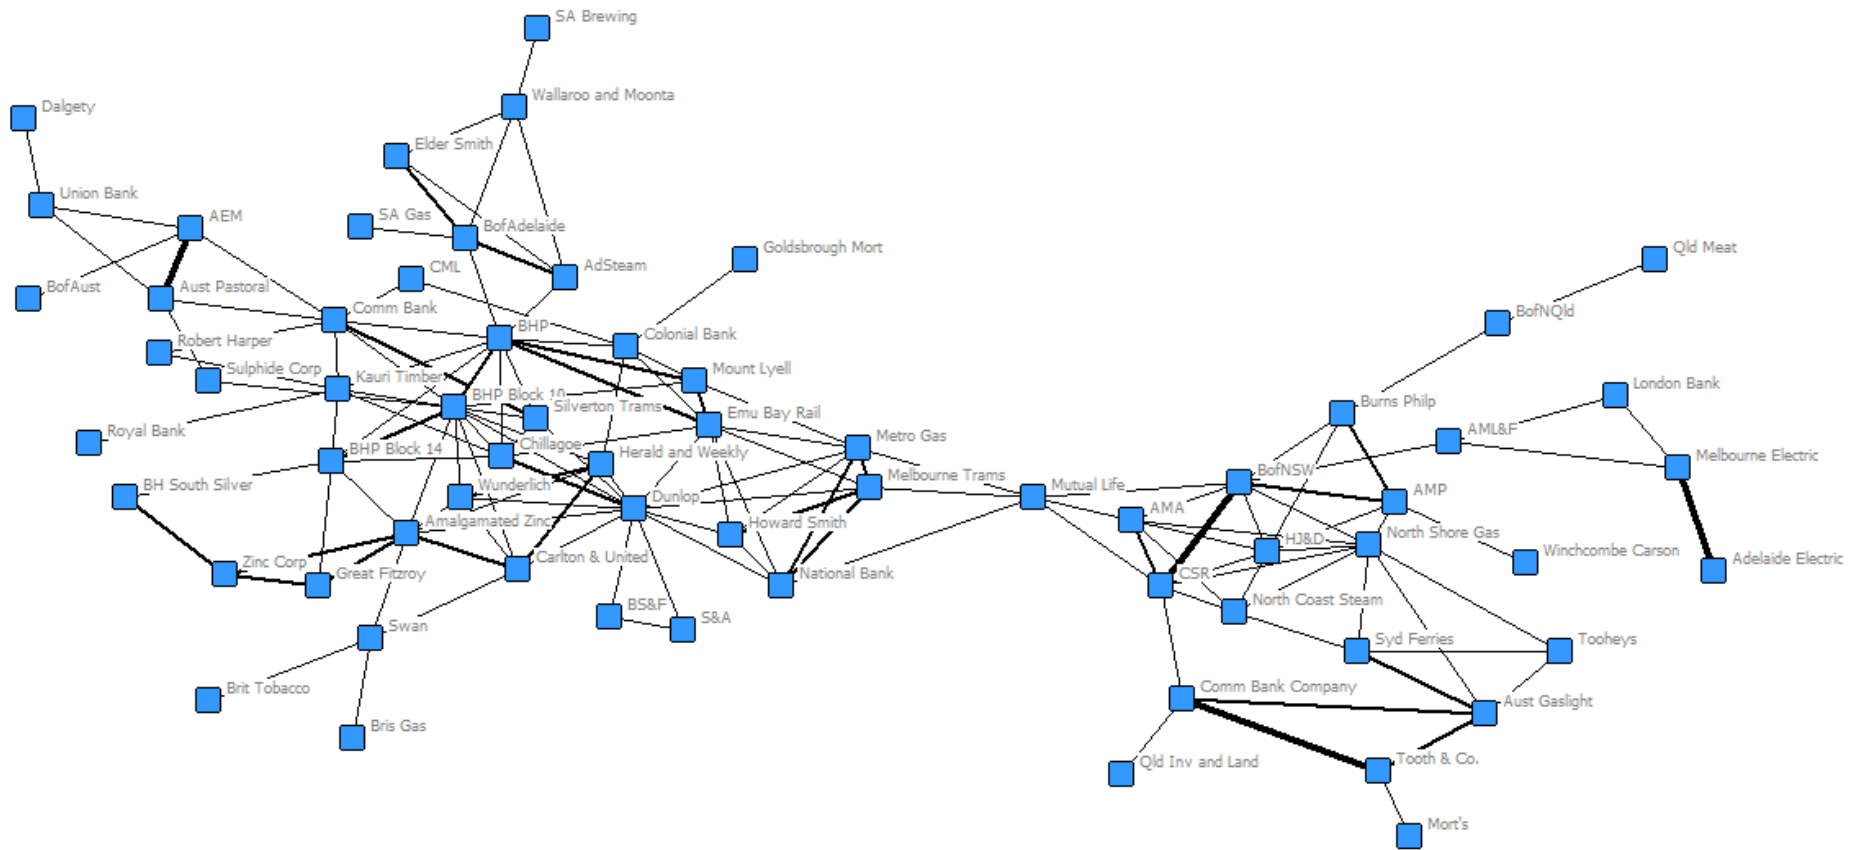 SA Brewing
Wallaroo and Moonta
Dalgety
Elder Smith
Union Bank
AEM
SA Gas
BofAdelaide
Goldsbrough Mort
Qld Meat
CML
AdSteam
BofAust
Aust Pastoral
Comm Bank
BHP
Colonial Bank
BofNQld
Robert Harper
Sulphide Corp
Kauri Timber
Mount Lyell
London Bank
BHP Block 10
Silverton Trams
Emu Bay Rail
Burns Philp
Royal Bank
AML&F
Metro Gas
BHP Block 14
Chillagoe
Herald and Weekly
Melbourne Electric
BofNSW
Melbourne Trams
BH South Silver
Wunderlich
Dunlop
Mutual Life
AMP
AMA
Amalgamated Zinc
Howard Smith
HJ&D
North Shore Gas
Winchcombe Carson
Adelaide Electric
Zinc Corp
Great Fitzroy
Carlton & United
National Bank
CSR
BS&F
S&A
North Coast Steam
Swan
Syd Ferries
Tooheys
Brit Tobacco
Comm Bank Company
Aust Gaslight
Bris Gas
Qld Inv and Land
Tooth & Co.
Mort's